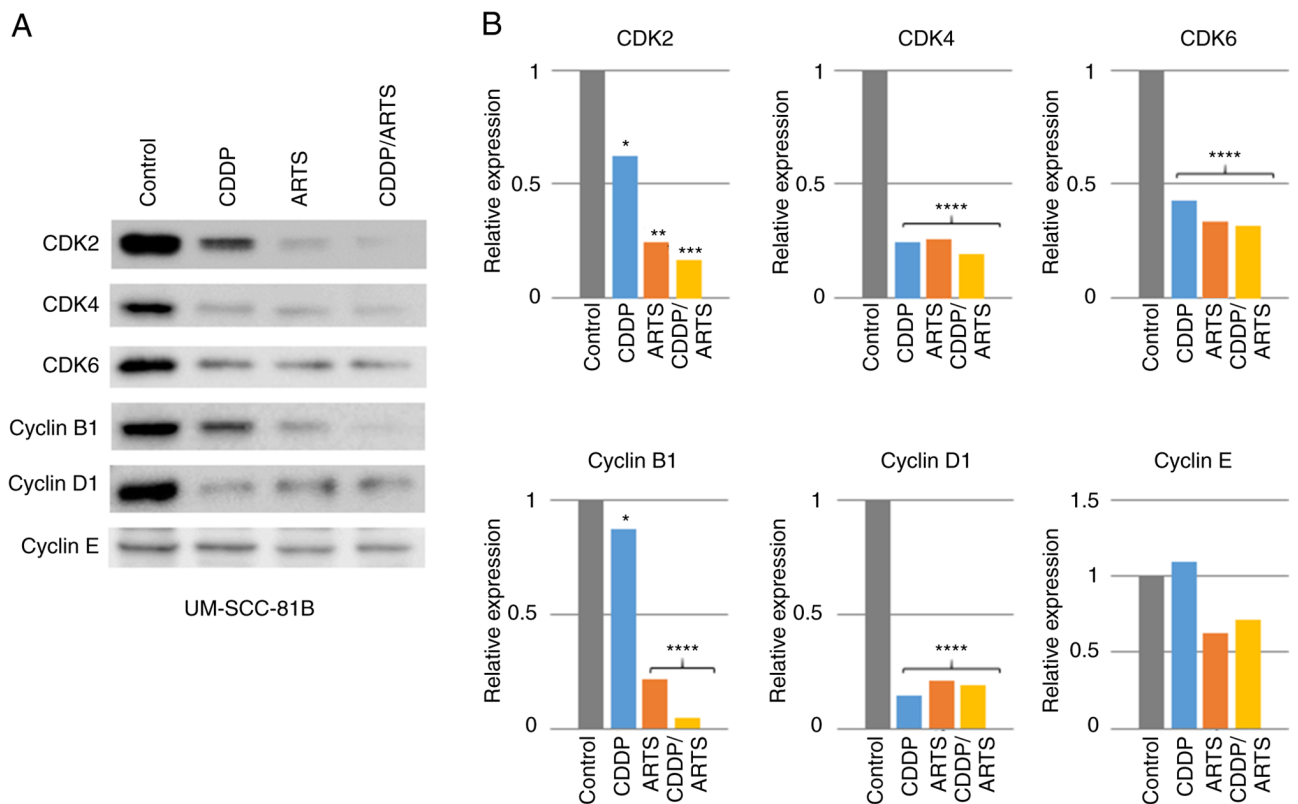 A
Control
CDDP
ARTS
CDDP/ARTS
CDK2
CDK4
CDK6
Cyclin B1
Cyclin D1
Cyclin E
UM-SCC-81B
B
CDK2
Relative expression
1
0.5
0
*
**
***
Control
CDDP
ARTS
CDDP/
ARTS
CDK4
Relative expression
1
0.5
0
****
Control
CDDP
ARTS
CDDP/
ARTS
CDK6
Relative expression
1
0.5
0
****
Control
CDDP
ARTS
CDDP/
ARTS
Cyclin B1
Relative expression
1
0.5
0
*
****
Control
CDDP
ARTS
CDDP/
ARTS
Cyclin D1
Relative expression
1
0.5
0
****
Control
CDDP
ARTS
CDDP/
ARTS
Cyclin E
Relative expression
1.5
1
0.5
0
Control
CDDP
ARTS
CDDP/
ARTS